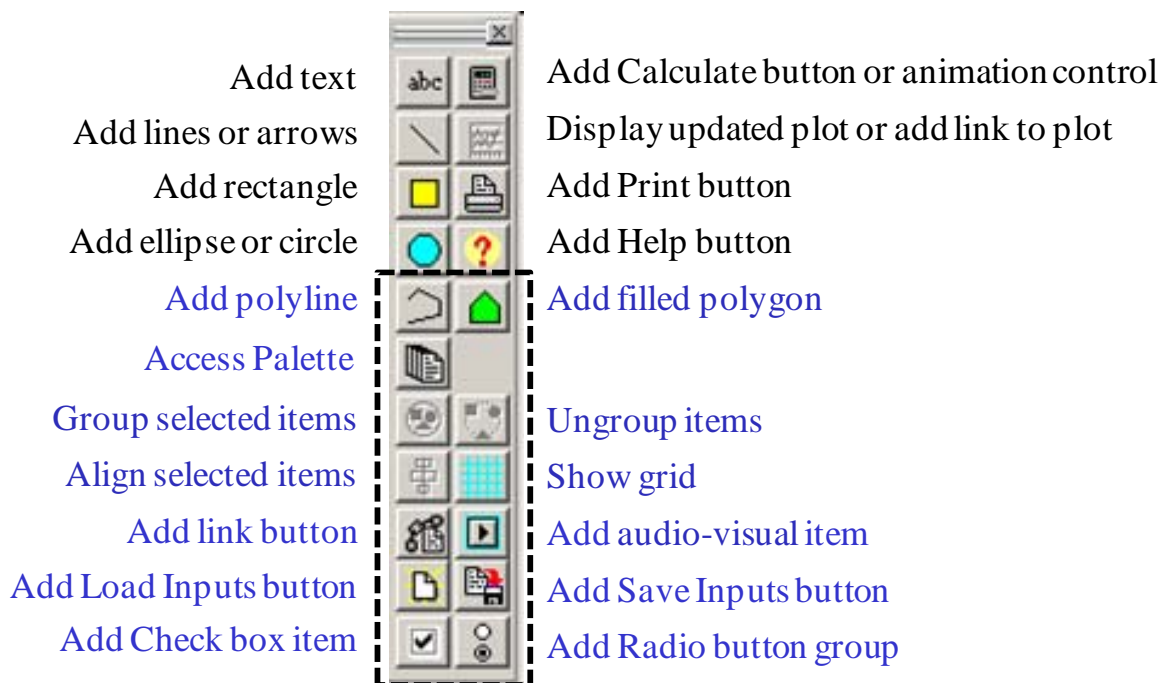 Add text
abc
Add Calculate button or animation control
Add lines or arrows
Display updated plot or add link to plot
Add rectangle
Add Print button
Add ellipse or circle
?
Add Help button
Add polyline
Add filled polygon
Access Palette
Group selected items
Ungroup items
Align selected items
Show grid
Add link button
Add audio-visual item
Add Load Inputs button
Add Save Inputs button
Add Check box item
Add Radio button group